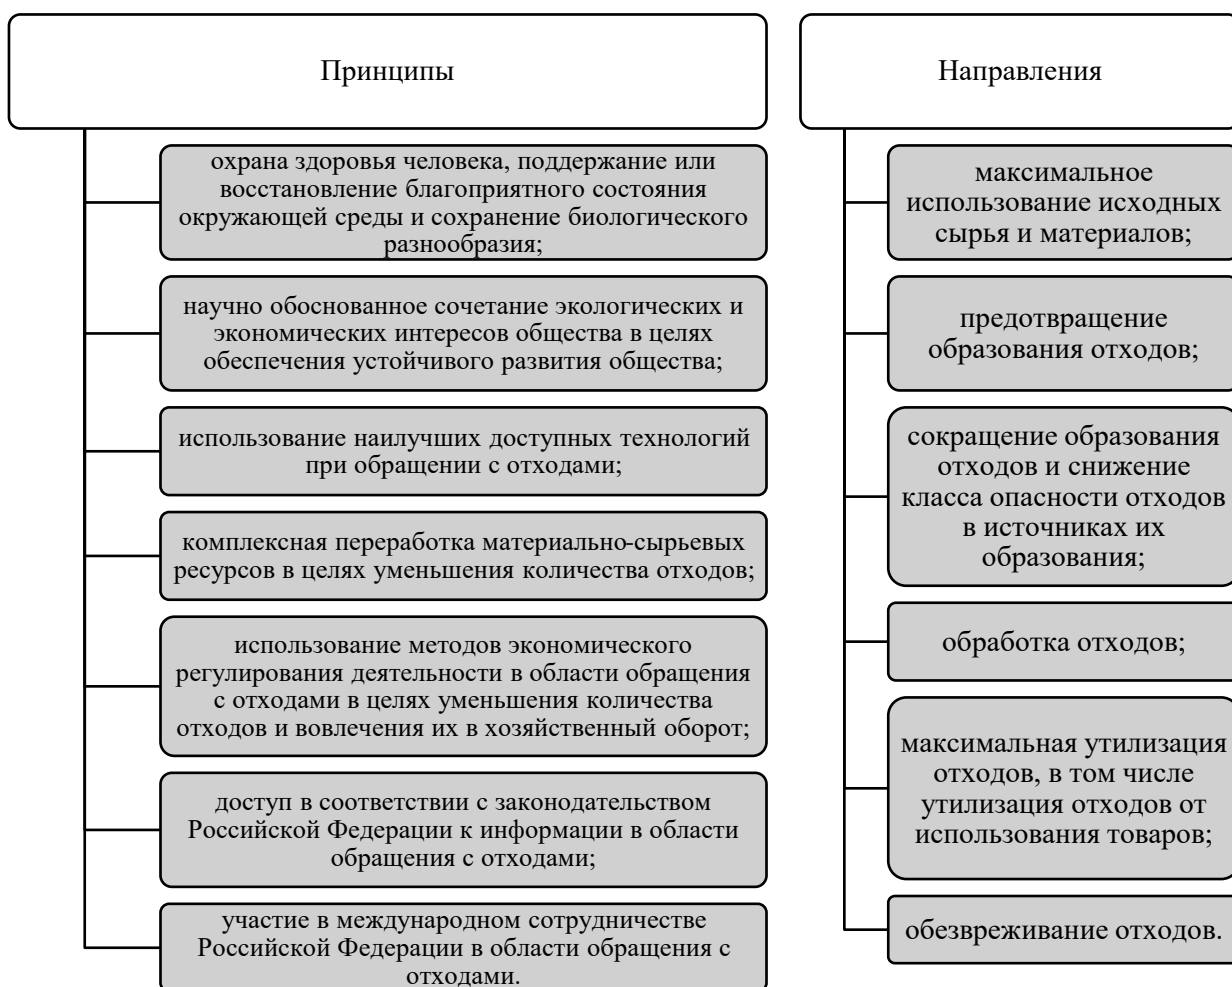 Принципы
охрана здоровья человека, поддержание или
восстановление благоприятного состояния
окружающей среды и сохранение биологического
разнообразия;
научно обоснованное сочетание экологических и
экономических интересов общества в целях
обеспечения устойчивого развития общества;
использование наилучших доступных технологий
при обращении с отходами;
комплексная переработка материально-сырьевых
ресурсов в целях уменьшения количества отходов;
использование методов экономического
регулирования деятельности в области обращения
с отходами в целях уменьшения количества
отходов и вовлечения их в хозяйственный оборот;
доступ в соответствии с законодательством
Российской Федерации к информации в области
обращения с отходами;
участие в международном сотрудничестве
Российской Федерации в области обращения с
отходами.
Направления
максимальное
использование исходных
сырья и материалов;
предотвращение
образования отходов;
сокращение образования
отходов и снижение
класса опасности отходов
в источниках их
образования;
обработка отходов;
максимальная утилизация
отходов, в том числе
утилизация отходов от
использования товаров;
обезвреживание отходов.